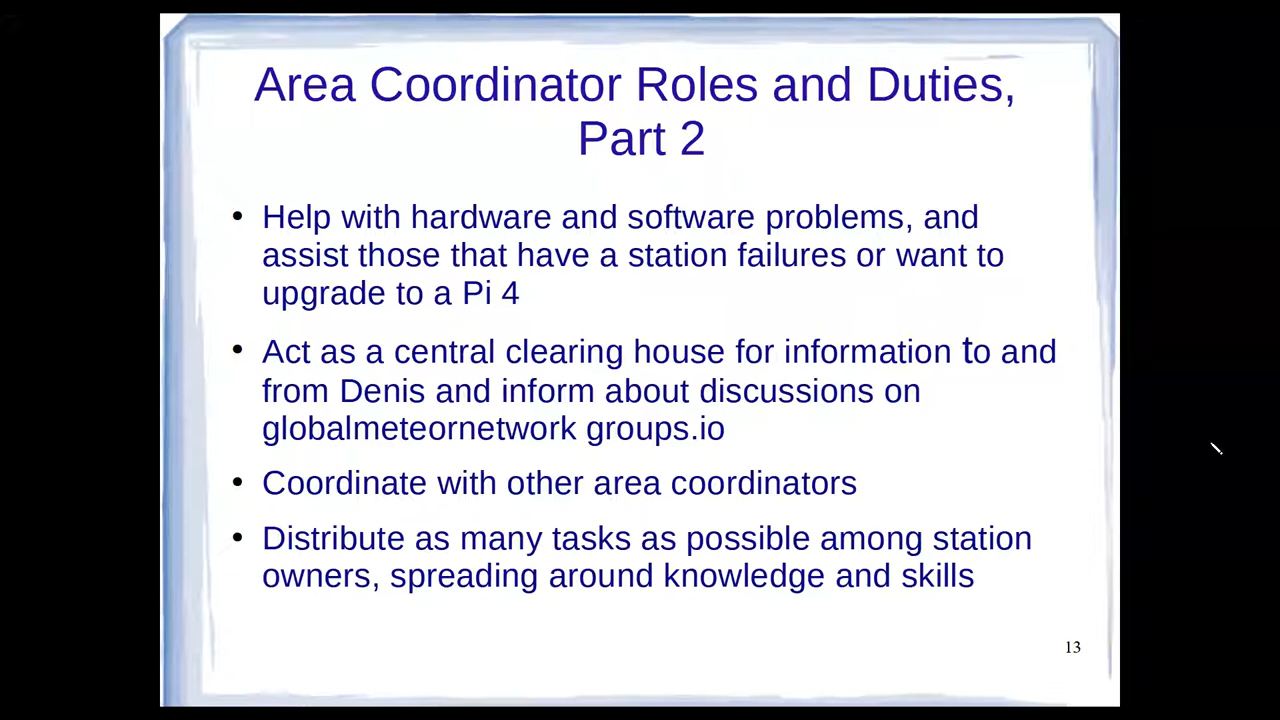 Area Coordinator Roles and Duties,
Part 2
• Help with hardware and software problems, and
assist those that have a station failures or want to
upgrade to a Pi 4
• Act as a central clearing house for information to and
from Denis and inform about discussions on
globalmeteornetwork groups.io
• Coordinate with other area coordinators
• Distribute as many tasks as possible among station
owners, spreading around knowledge and skills
13